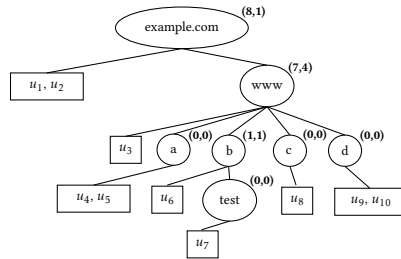 example.com (8,1)
u1, u2 www (7,4)
u3 a (0,0) b (1,1) c (0,0) d (0,0)
u4, u5 u6 test (0,0) u8 u9, u10
u7